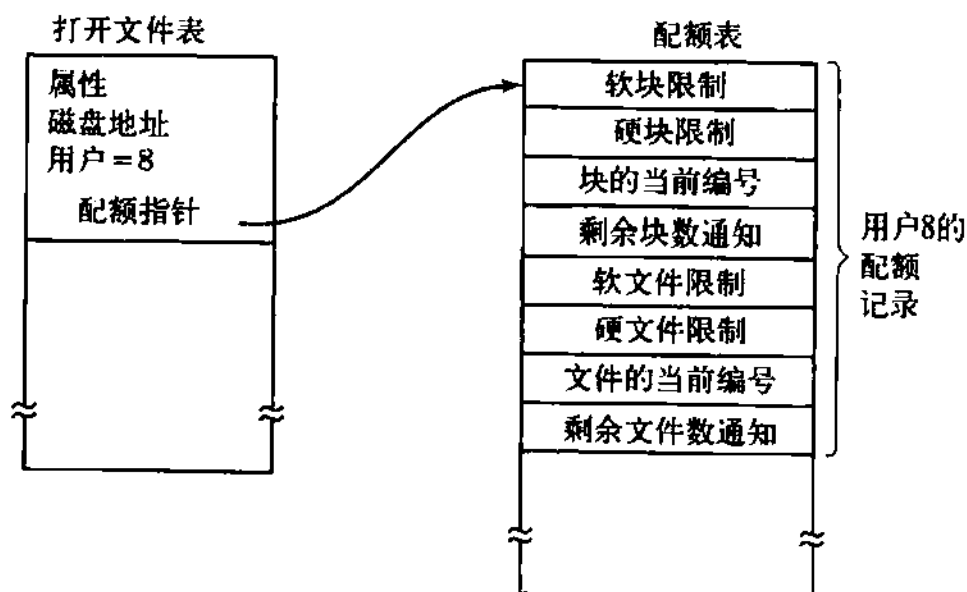 打开文件表
属性
磁盘地址
用户=8
配额指针
配额表
软块限制
硬块限制
块的当前编号
剩余块数通知
软文件限制
硬文件限制
文件的当前编号
剩余文件数通知
用户8的
配额
记录